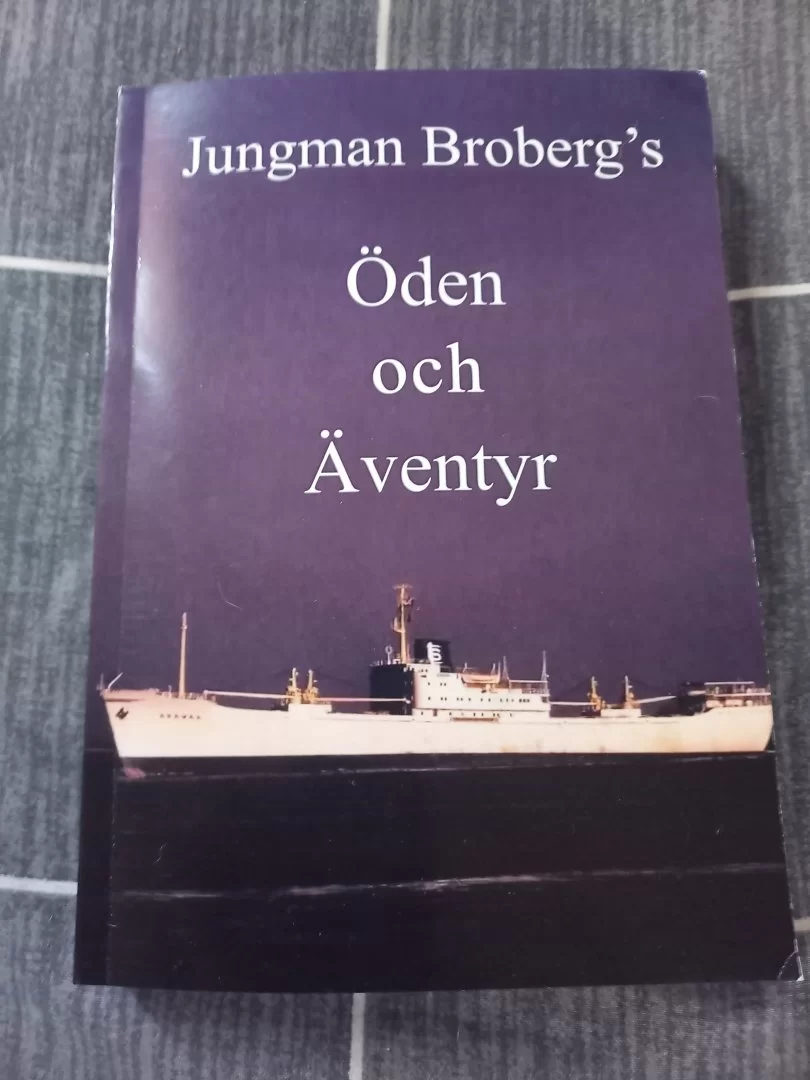 Jungman Broberg's
Öden
och
Äventyr